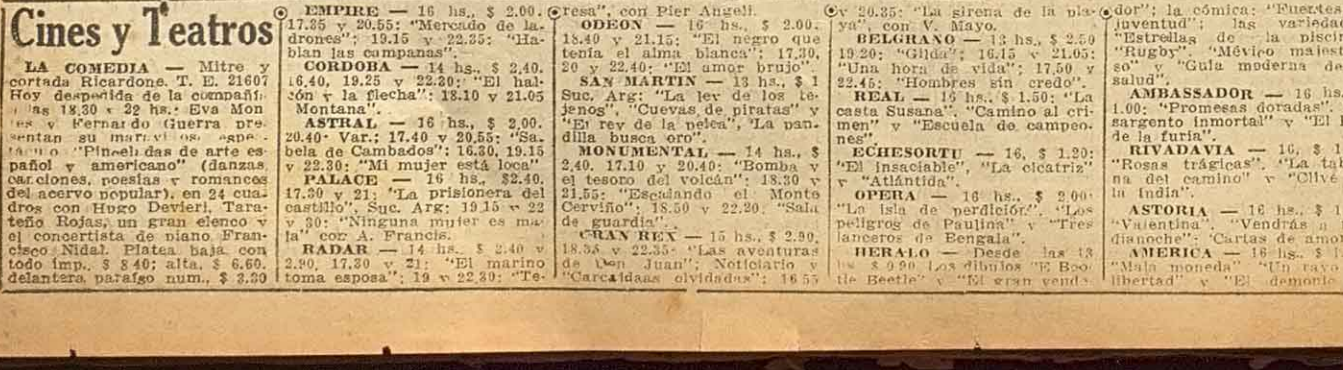 Cines y Teatros
LA COMEDIA — Mitre y
cortada Ricardone. T. E. 21607
Hoy despedida de la compañí
a las 18.30 y 22 hs.: Eva Mon
es y Fernando Guerra pre-
sentan su
"Pinceladas de arte es-
pañol y americano" (danzas
canciones, poesías y romances
del acervo popular), en 24 cua
dros con Hugo Devieri, Tara-
teño Rojas, un gran elenco y
el concertista de piano Fran-
cisco Nidal. Platea baja con
todo imp., $ 8.40; alta, $ 6.60,
delantera paraíso num., $ 3.30
EMPIRE — 16 hs., $ 2.00.
17.35 y 20.55: "Mercado de la-
drones"; 19.15 y 22.35: "Ha-
blan las campanas".
CORDOBA — 14 hs., $ 2.40.
16.40, 19.25 y 22.20: "El hal-
cón y la flecha"; 18.10 y 21.05
Montana".
ASTRAL — 16 hs., $ 2.00.
20.40: Var.; 17.40 y 20.55: "Sa-
bela de Cambados"; 16.30, 19.15
y 22.30: "Mi mujer está loca"
PALACE — 16 hs., $2.40.
17.30 y 21: "La prisionera del
castillo", Suc. Arg: 19.15 y 22
y 30: "Ninguna mujer es ma-
la" con A. Francis.
RADAR — 14 hs., $ 2.40 y
2.90, 17.30 y 21: "El marino
toma esposa"; 19 y 22.30: "Te-
resa", con Pier Angeli.
ODEON — 16 hs., $ 2.00.
18.40 y 21.15: "El negro que
tenía el alma blanca"; 17.30,
20 y 22.40: "El amor brujo".
SAN MARTIN — 13 hs., $ 1
Suc. Arg: "La ley de los te-
jenos", "Cuevas de piratas" y
"El rey de la pelea", "La pan-
dilla busca oro".
MONUMENTAL — 14 hs., $
2.40, 17.10 y 20.40: "Bomba y
el tesoro del volcán"; 18.30 y
21.55: "Escalando el Monte
Cerviño"; 18.50 y 22.20. "Sala
de guardia".
GRAN REX — 15 hs., $ 2.90,
18.35 y 22.35: "Las aventuras
de Don Juan"; Noticiario y
"Carcajadas olvidadas"; 16.55
y 20.35: "La sirena de la pla-
ya" con V. Mayo.
BELGRANO — 13 hs., $ 2.50
19.20: "Gilda"; 16.15 y 21.05:
"Una hora de vida"; 17.50 y
22.45: "Hombres sin credo".
REAL — 16 hs., $ 1.50: "La
casta Susana". "Camino al cri-
men" y "Escuela de campeo-
nes".
ECHESORTU — 16, $ 1.20:
"El insaciable", "La cicatriz"
y "Atlántida".
OPERA — 16 hs., $ 2.00:
"La isla de perdición". "Los
peligros de Paulina" y "Tres
lanceros de Bengala".
HERALO — Desde las 13
hs $ 0.90 Los dibujos "E Boo
tle Beetle" y "El gran vende
dor"; la cómica: "Fuertes
juventud"; las variedad
"Estrellas de la piscin
"Rugby". "México majes
so" y "Guía moderna de
salud".
AMBASSADOR — 16 hs.
1.00: "Promesas doradas".
sargento inmortal" y "El
de la furia".
RIVADAVIA — 16, $ 1
"Rosas trágicas". "La ta
na del camino" y "Clive
la India".
ASTORIA — 16 hs., $ 1
"Valentina". "Vendrás a
dianoche". "Cartas de amo
AMERICA — 16 hs., $ 1
"Mala moneda" "Un rayo
libertad" y "El demonio